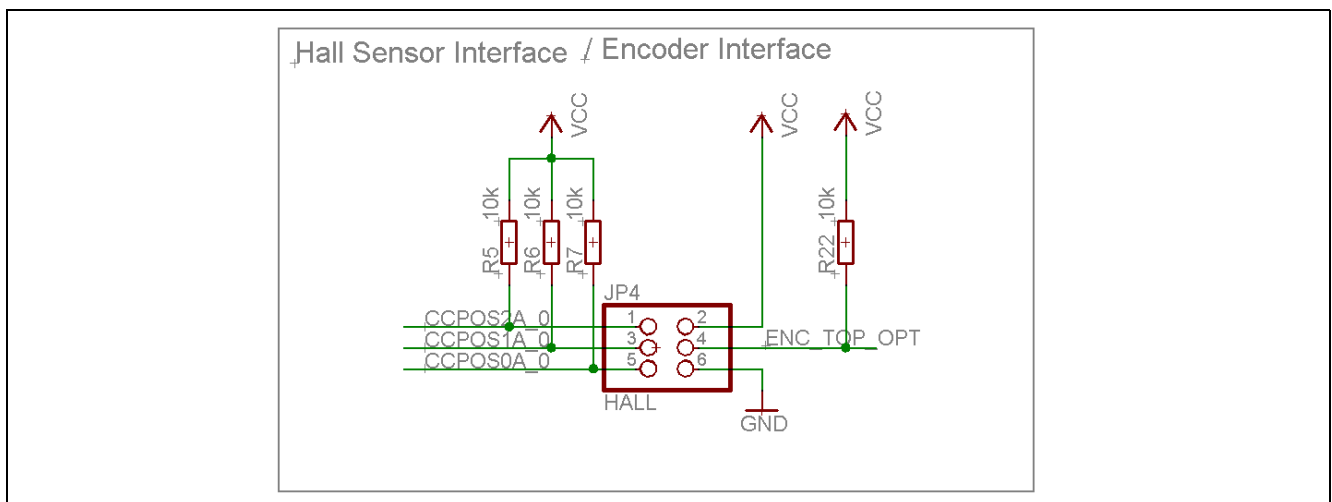 Hall Sensor Interface / Encoder Interface
VCC
VCC
VCC
10k
10k
10k
10k
R5
R6
R7
R22
JP4
CCPOS2A_0
1
2
CCPOS1A_0
3
4
ENC_TOP_OPT
CCPOS0A_0
5
6
HALL
GND